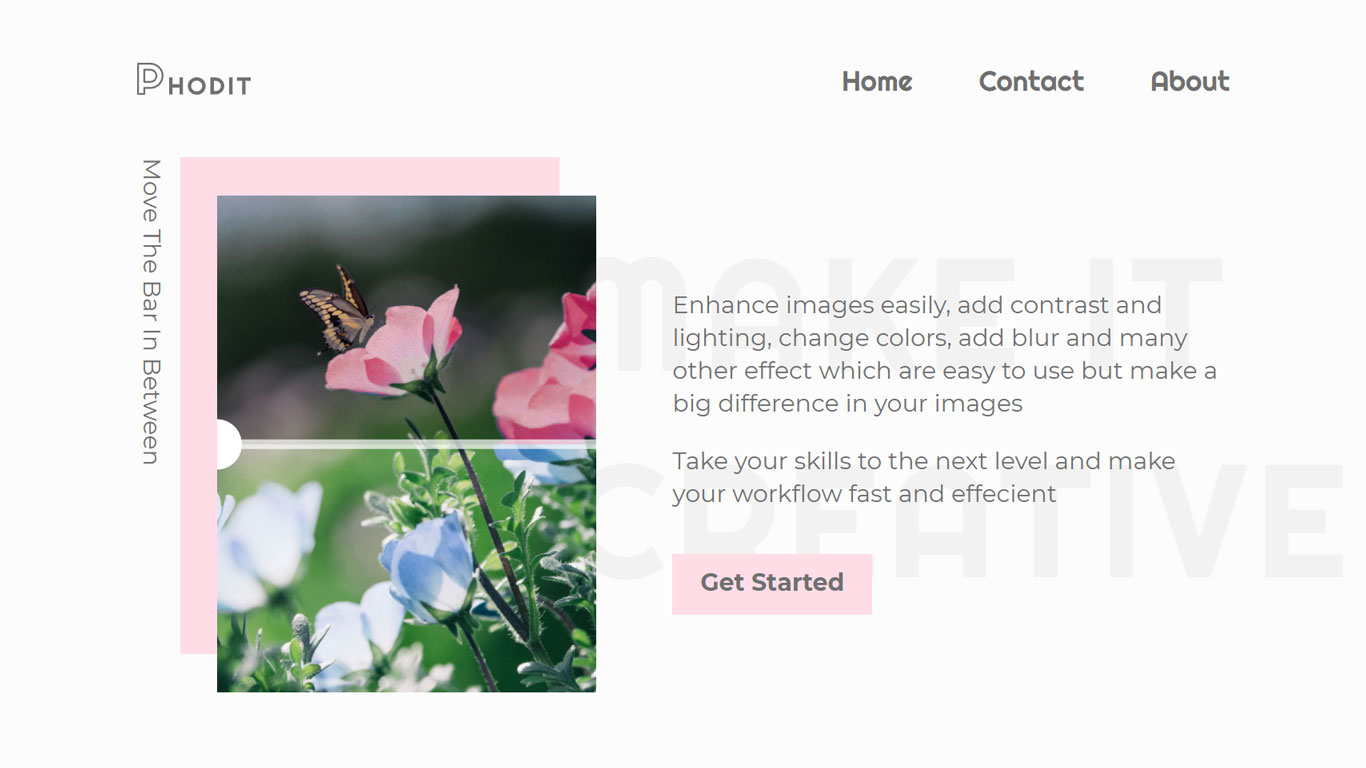 PHODIT
Home
Contact
About
Move The Bar In Between
MAKE IT
CREATIVE
Enhance images easily, add contrast and
lighting, change colors, add blur and many
other effect which are easy to use but make a
big difference in your images
Take your skills to the next level and make
your workflow fast and effecient
Get Started